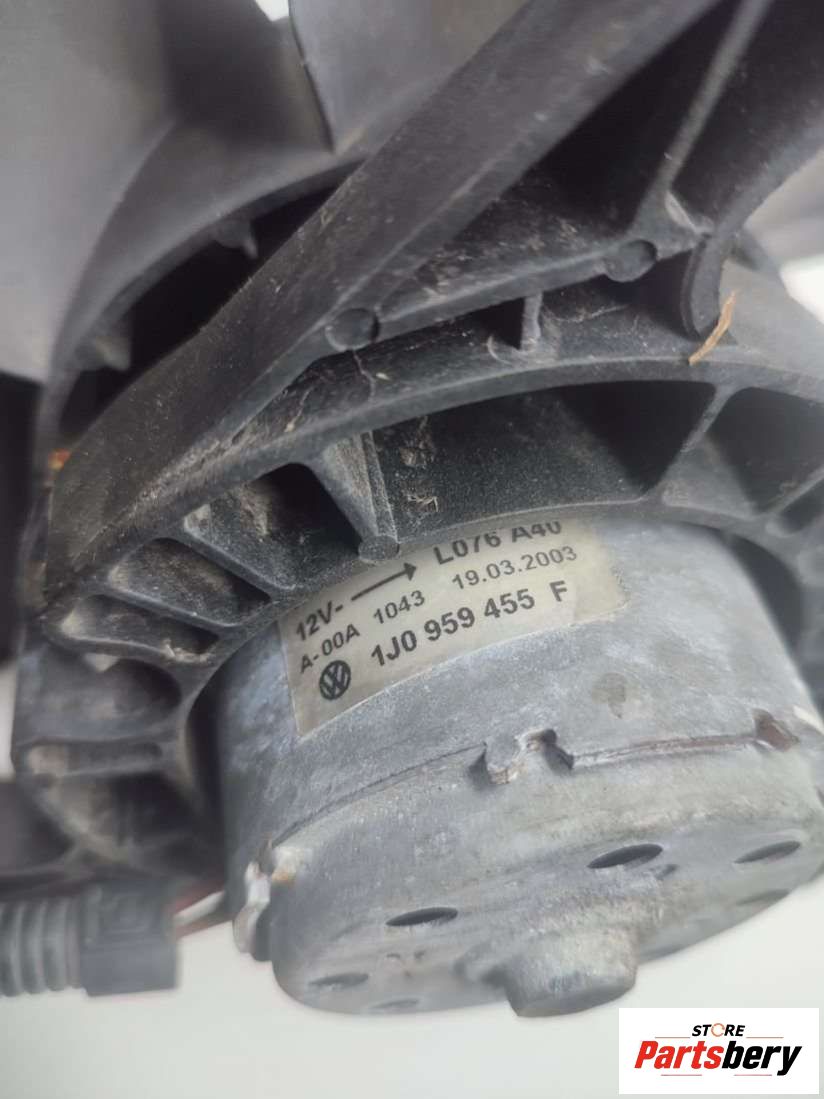 12V- → L076 A40
A-00A 1043 19.03.2003
1J0 959 455 F
STORE
Partsbery